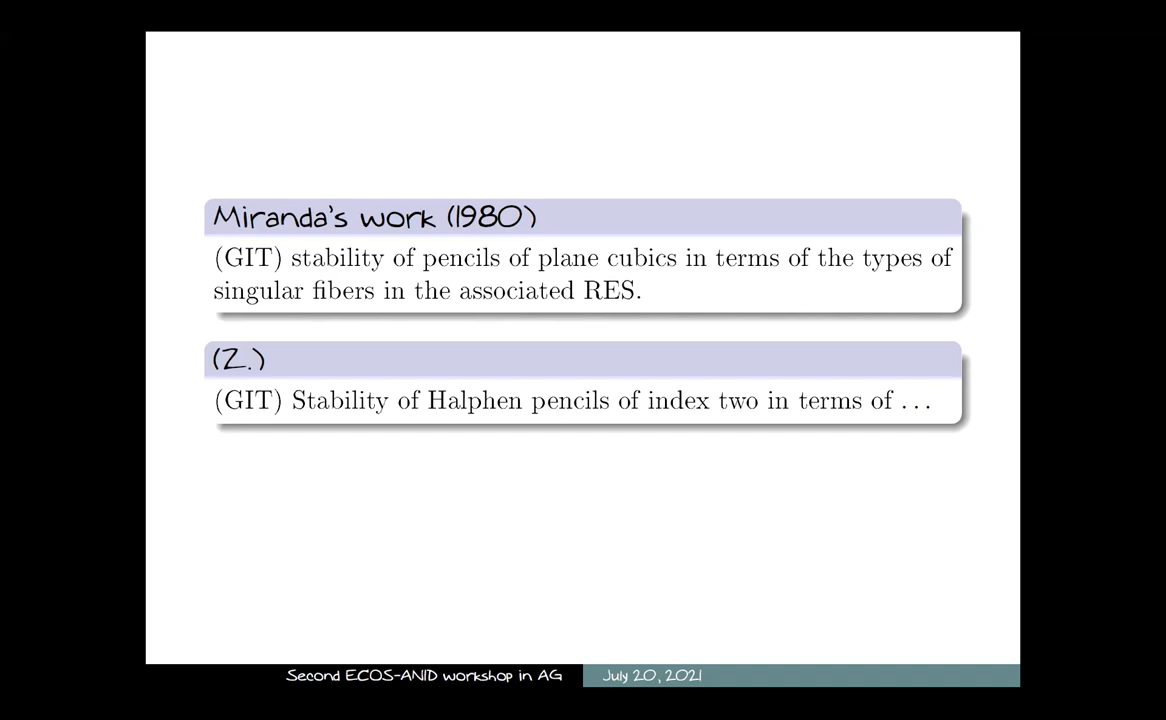 Miranda's work (1980)
(GIT) stability of pencils of plane cubics in terms of the types of
singular fibers in the associated RES.
(Z.)
(GIT) Stability of Halphen pencils of index two in terms of ...
Second ECOS-ANID workshop in AG July 20, 2021